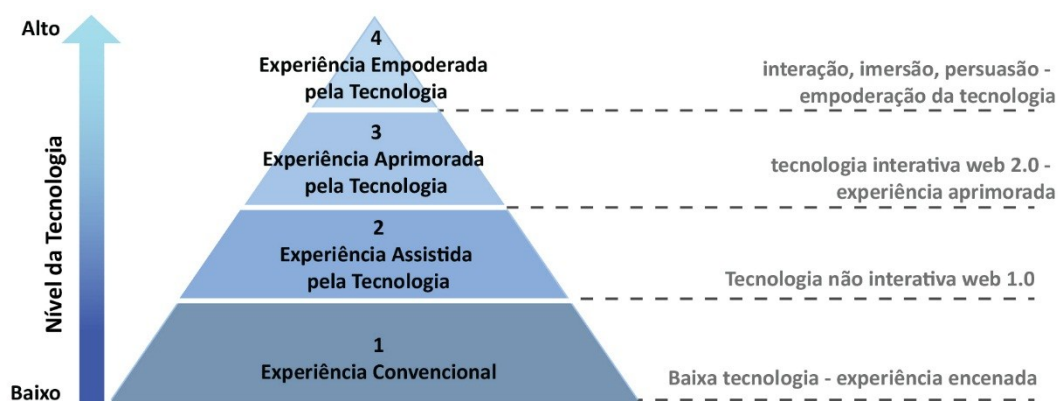 Alto
4
Experiência Empoderada
pela Tecnologia
interação, imersão, persuasão -
empoderação da tecnologia
3
Experiência Aprimorada
pela Tecnologia
tecnologia interativa web 2.0 -
experiência aprimorada
Nível da Tecnologia
2
Experiência Assistida
pela Tecnologia
Tecnologia não interativa web 1.0
1
Experiência Convencional
Baixa tecnologia - experiência encenada
Baixo